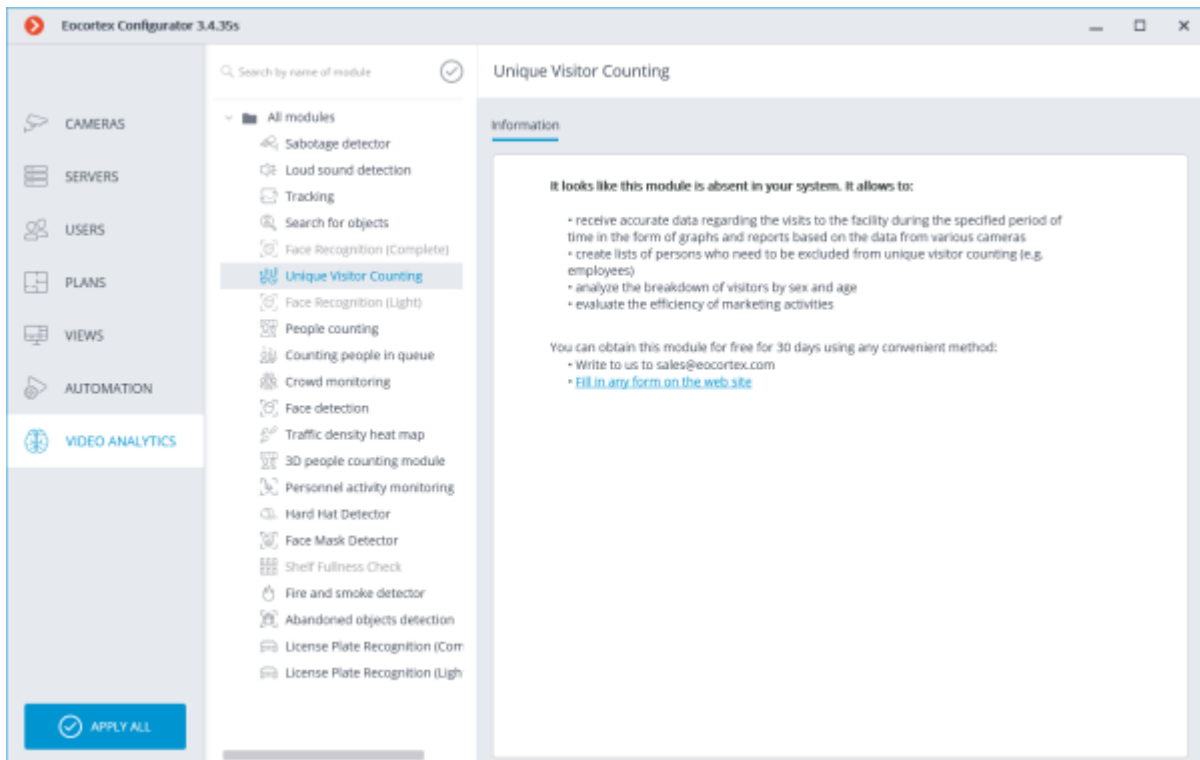 Eocortex Configurator 3.4.35s
CAMERAS
SERVERS
USERS
PLANS
VIEWS
AUTOMATION
VIDEO ANALYTICS
APPLY ALL
Search by name of module
All modules
Sabotage detector
Loud sound detection
Tracking
Search for objects
Face Recognition (Complete)
Unique Visitor Counting
Face Recognition (Light)
People counting
Counting people in queue
Crowd monitoring
Face detection
Traffic density heat map
3D people counting module
Personnel activity monitoring
Hard Hat Detector
Face Mask Detector
Shelf Fullness Check
Fire and smoke detector
Abandoned objects detection
License Plate Recognition (Com
License Plate Recognition (Ligh
Unique Visitor Counting
Information
It looks like this module is absent in your system. It allows to:
• receive accurate data regarding the visits to the facility during the specified period of
time in the form of graphs and reports based on the data from various cameras
• create lists of persons who need to be excluded from unique visitor counting (e.g.
employees)
• analyze the breakdown of visitors by sex and age
• evaluate the efficiency of marketing activities
You can obtain this module for free for 30 days using any convenient method:
• Write to us to sales@eocortex.com
• Fill in any form on the web site